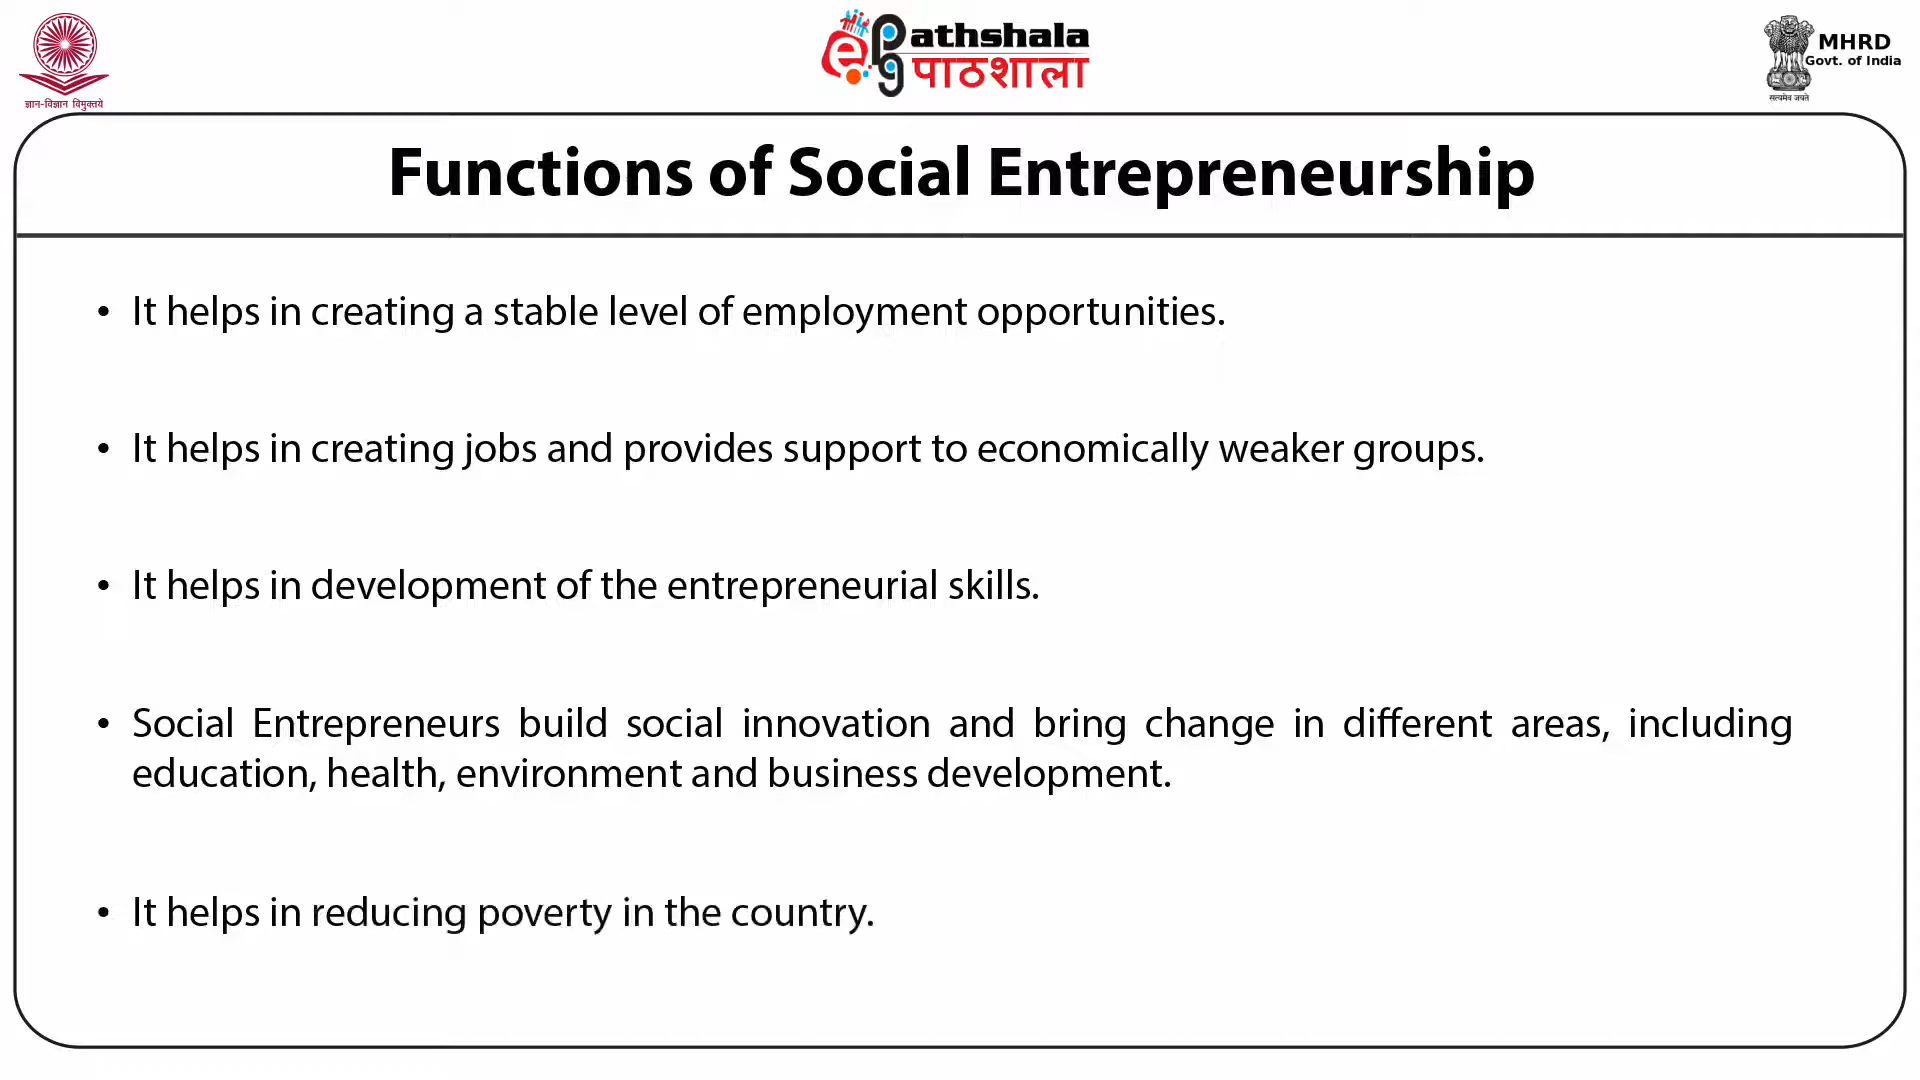 ज्ञान-विज्ञान विमुक्तये
ePathshala
पाठशाला
MHRD
Govt. of India
सत्यमेव जयते
Functions of Social Entrepreneurship
• It helps in creating a stable level of employment opportunities.
• It helps in creating jobs and provides support to economically weaker groups.
• It helps in development of the entrepreneurial skills.
• Social Entrepreneurs build social innovation and bring change in different areas, including
education, health, environment and business development.
• It helps in reducing poverty in the country.